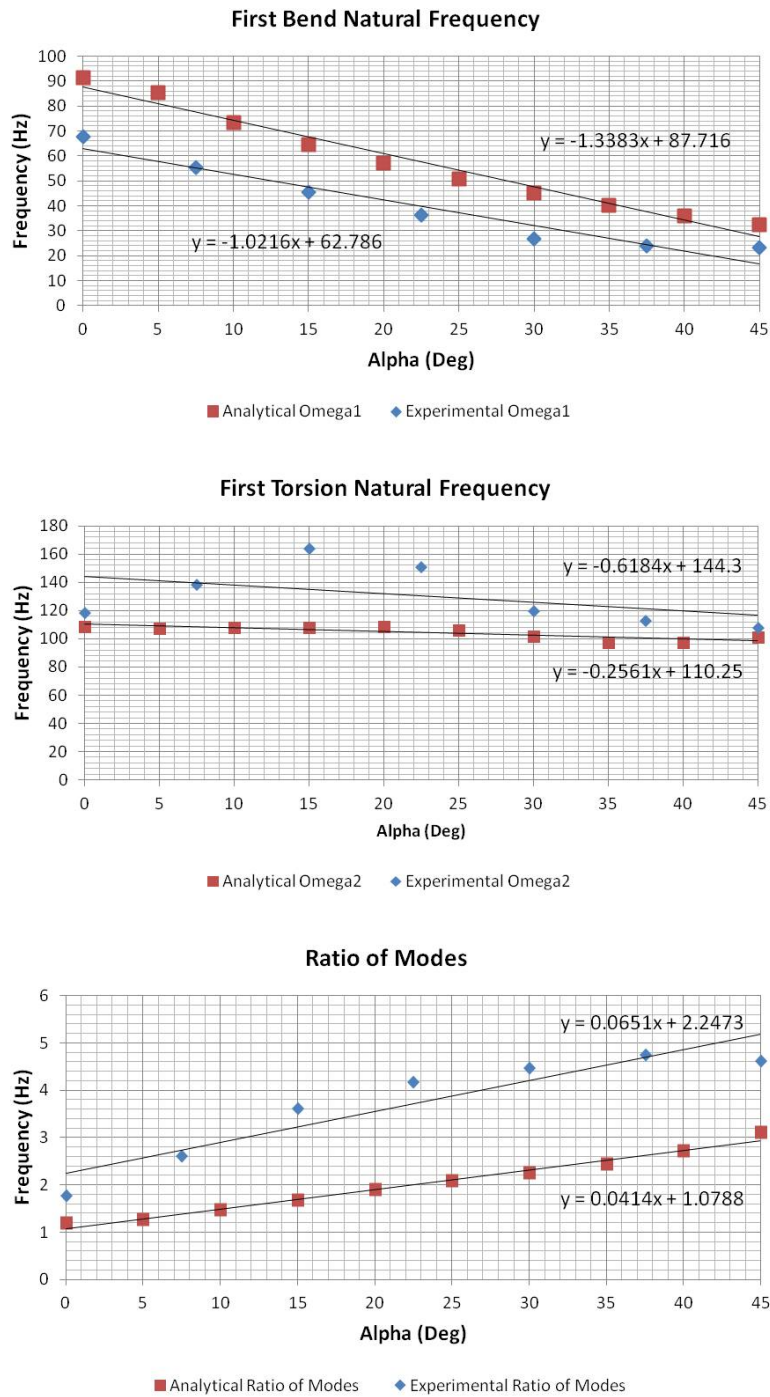 First Bend Natural Frequency
100
90
80
70
60
50
40
30
20
10
0
Frequency (Hz)
y = -1.3383x + 87.716
y = -1.0216x + 62.786
0 5 10 15 20 25 30 35 40 45
Alpha (Deg)
Analytical Omega1 Experimental Omega1
First Torsion Natural Frequency
180
160
140
120
100
80
60
40
20
0
Frequency (Hz)
y = -0.6184x + 144.3
y = -0.2561x + 110.25
0 5 10 15 20 25 30 35 40 45
Alpha (Deg)
Analytical Omega2 Experimental Omega2
Ratio of Modes
6
5
4
3
2
1
0
Frequency (Hz)
y = 0.0651x + 2.2473
y = 0.0414x + 1.0788
0 5 10 15 20 25 30 35 40 45
Alpha (Deg)
Analytical Ratio of Modes Experimental Ratio of Modes